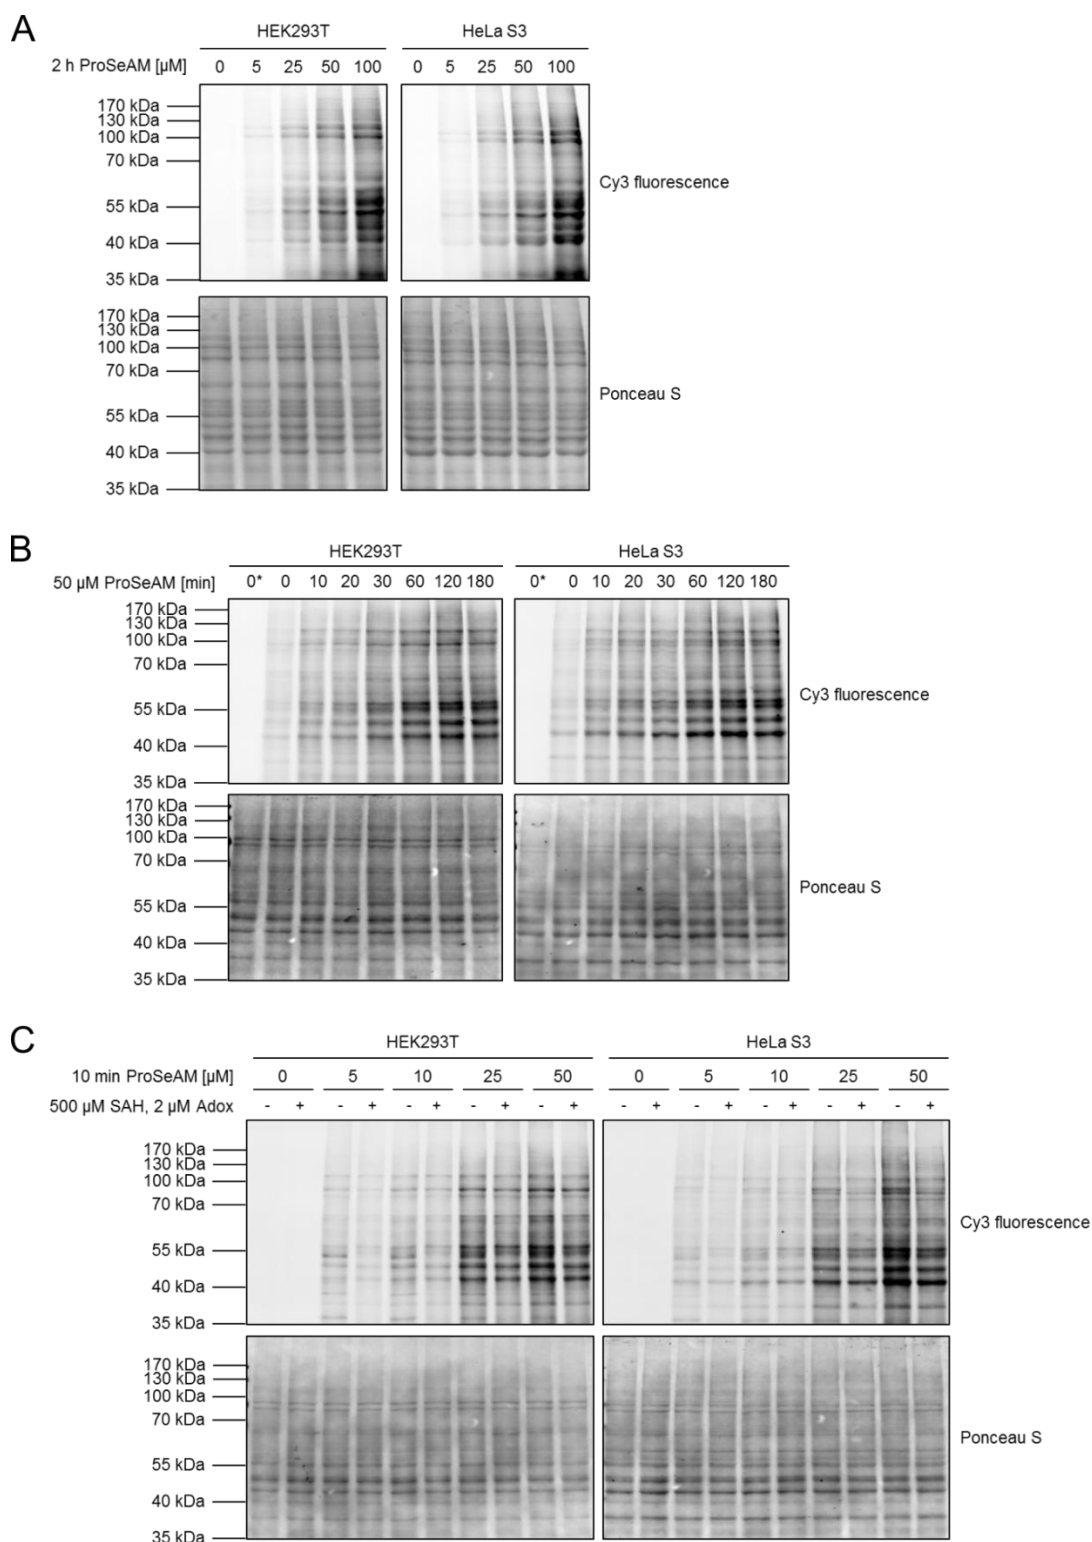 A
HEK293T HeLa S3
2 h ProSeAM [µM] 0 5 25 50 100 0 5 25 50 100
170 kDa
130 kDa
100 kDa
70 kDa
Cy3 fluorescence
55 kDa
40 kDa
35 kDa
170 kDa
130 kDa
100 kDa
70 kDa
Ponceau S
55 kDa
40 kDa
35 kDa
B
HEK293T HeLa S3
50 µM ProSeAM [min] 0* 0 10 20 30 60 120 180 0* 0 10 20 30 60 120 180
170 kDa
130 kDa
100 kDa
70 kDa
Cy3 fluorescence
55 kDa
40 kDa
35 kDa
170 kDa
130 kDa
100 kDa
70 kDa
Ponceau S
55 kDa
40 kDa
35 kDa
C
HEK293T HeLa S3
10 min ProSeAM [µM] 0 5 10 25 50 0 5 10 25 50
500 µM SAH, 2 µM Adox - + - + - + - + - + - + - + - + - + - +
170 kDa
130 kDa
100 kDa
70 kDa
Cy3 fluorescence
55 kDa
40 kDa
35 kDa
170 kDa
130 kDa
100 kDa
70 kDa
Ponceau S
55 kDa
40 kDa
35 kDa